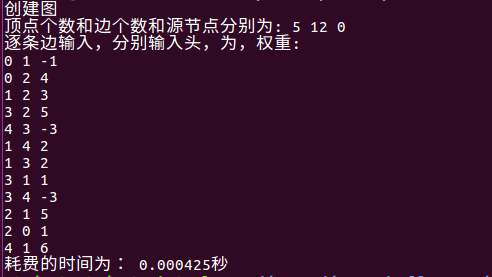 创建图
顶点个数和边个数和源节点分别为: 5 12 0
逐条边输入，分别输入头，为，权重:
0 1 -1
0 2 4
1 2 3
3 2 5
4 3 -3
1 4 2
1 3 2
3 1 1
3 4 -3
2 1 5
2 0 1
4 1 6
耗费的时间为： 0.000425秒